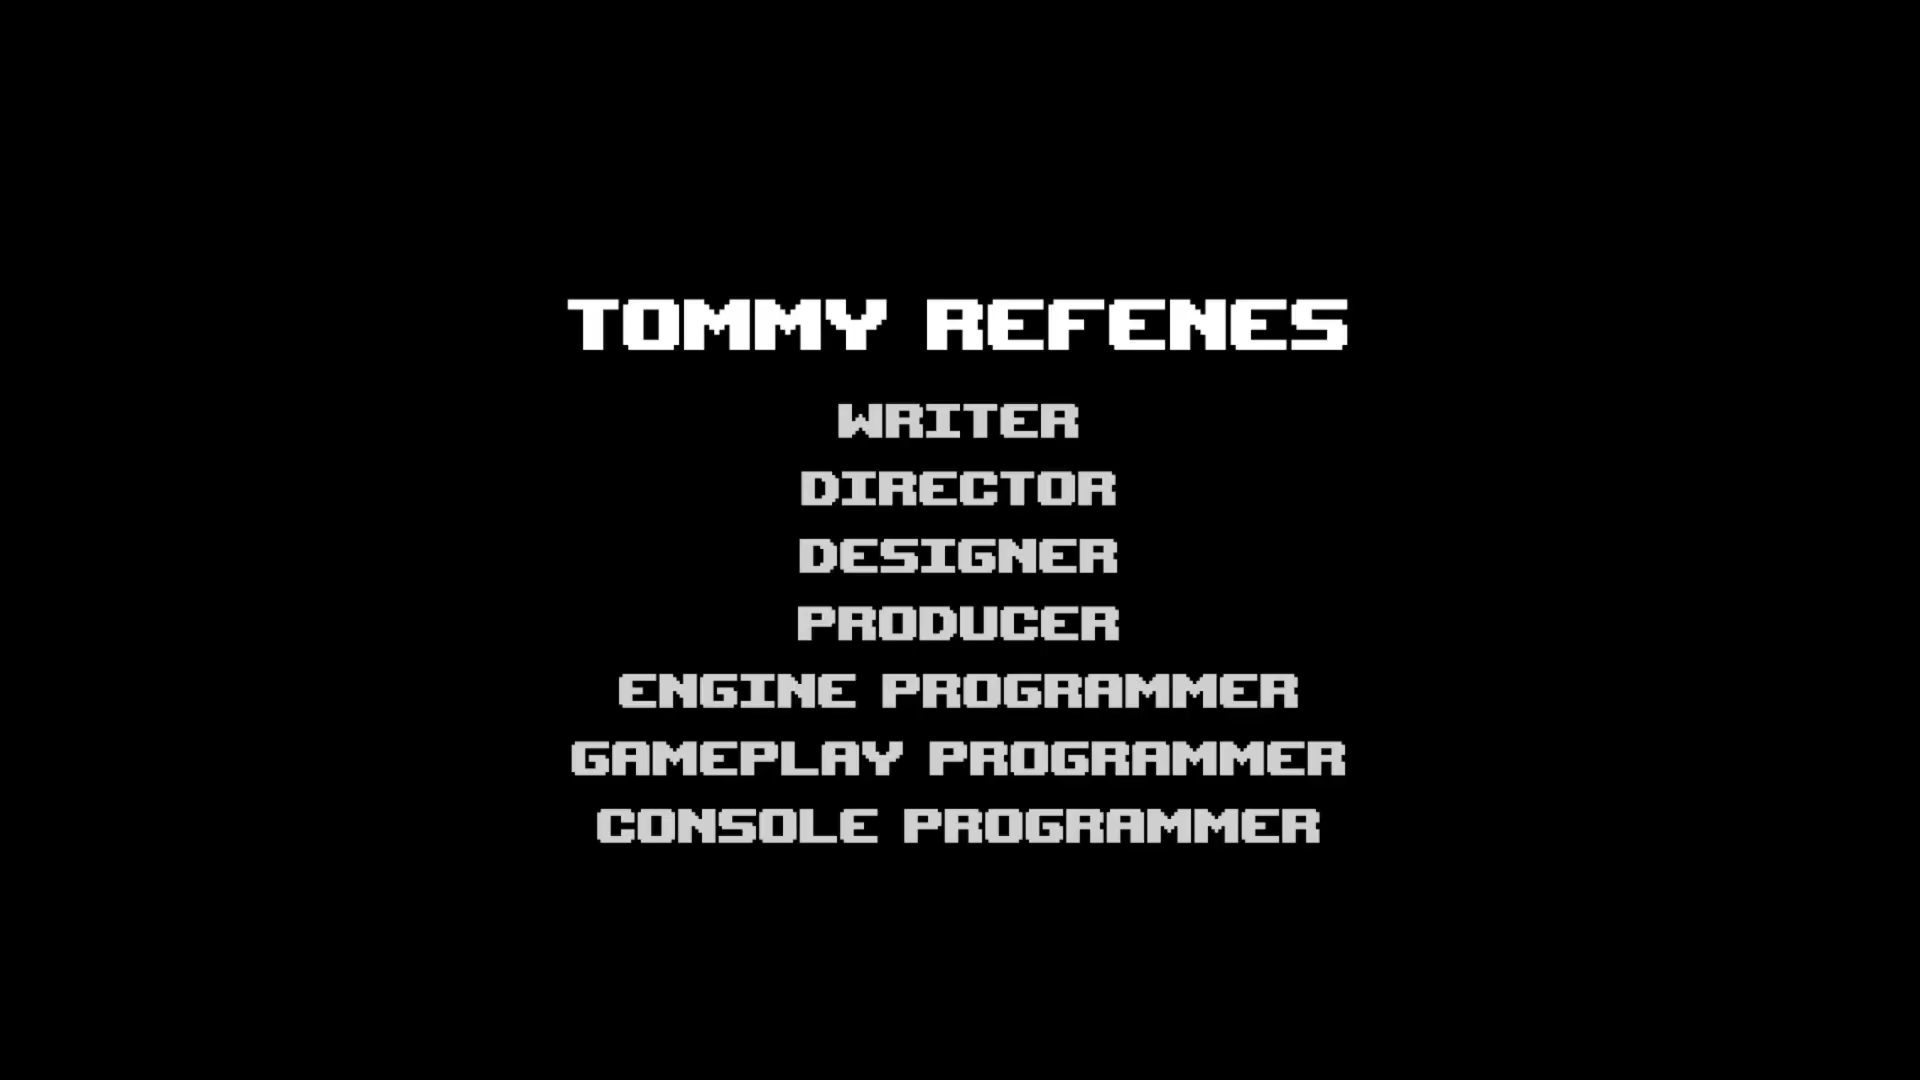 TOMMY REFENES
WRITER
DIRECTOR
DESIGNER
PRODUCER
ENGINE PROGRAMMER
GAMEPLAY PROGRAMMER
CONSOLE PROGRAMMER